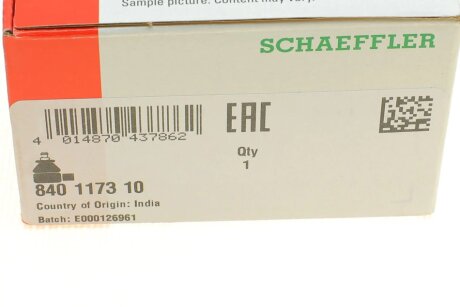 Sample picture. Content may vary.
SCHAEFFLER
4 014870 437862
EAC
Qty
1
840 1173 10
Country of Origin: India
Batch: E000126961